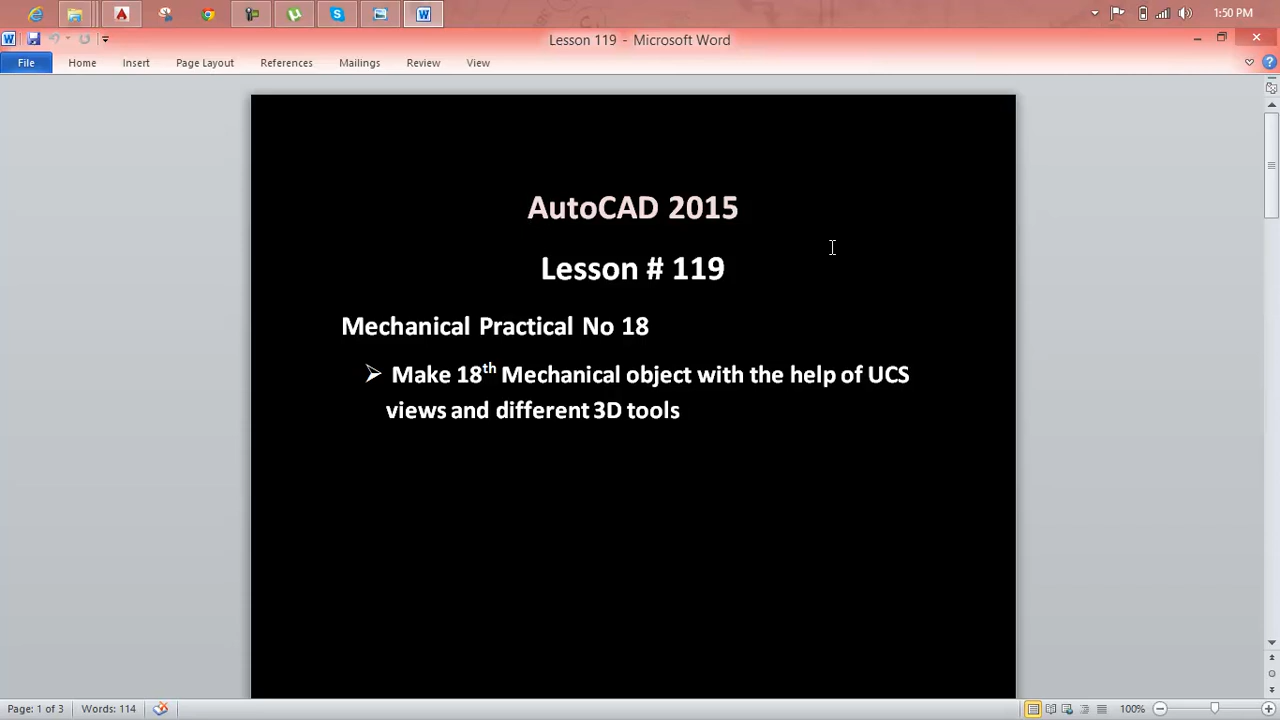 1:50 PM
Lesson 119 - Microsoft Word
File Home Insert Page Layout References Mailings Review View
AutoCAD 2015
Lesson # 119
Mechanical Practical No 18
➢ Make 18th Mechanical object with the help of UCS
views and different 3D tools
Page: 1 of 3 Words: 114 100%